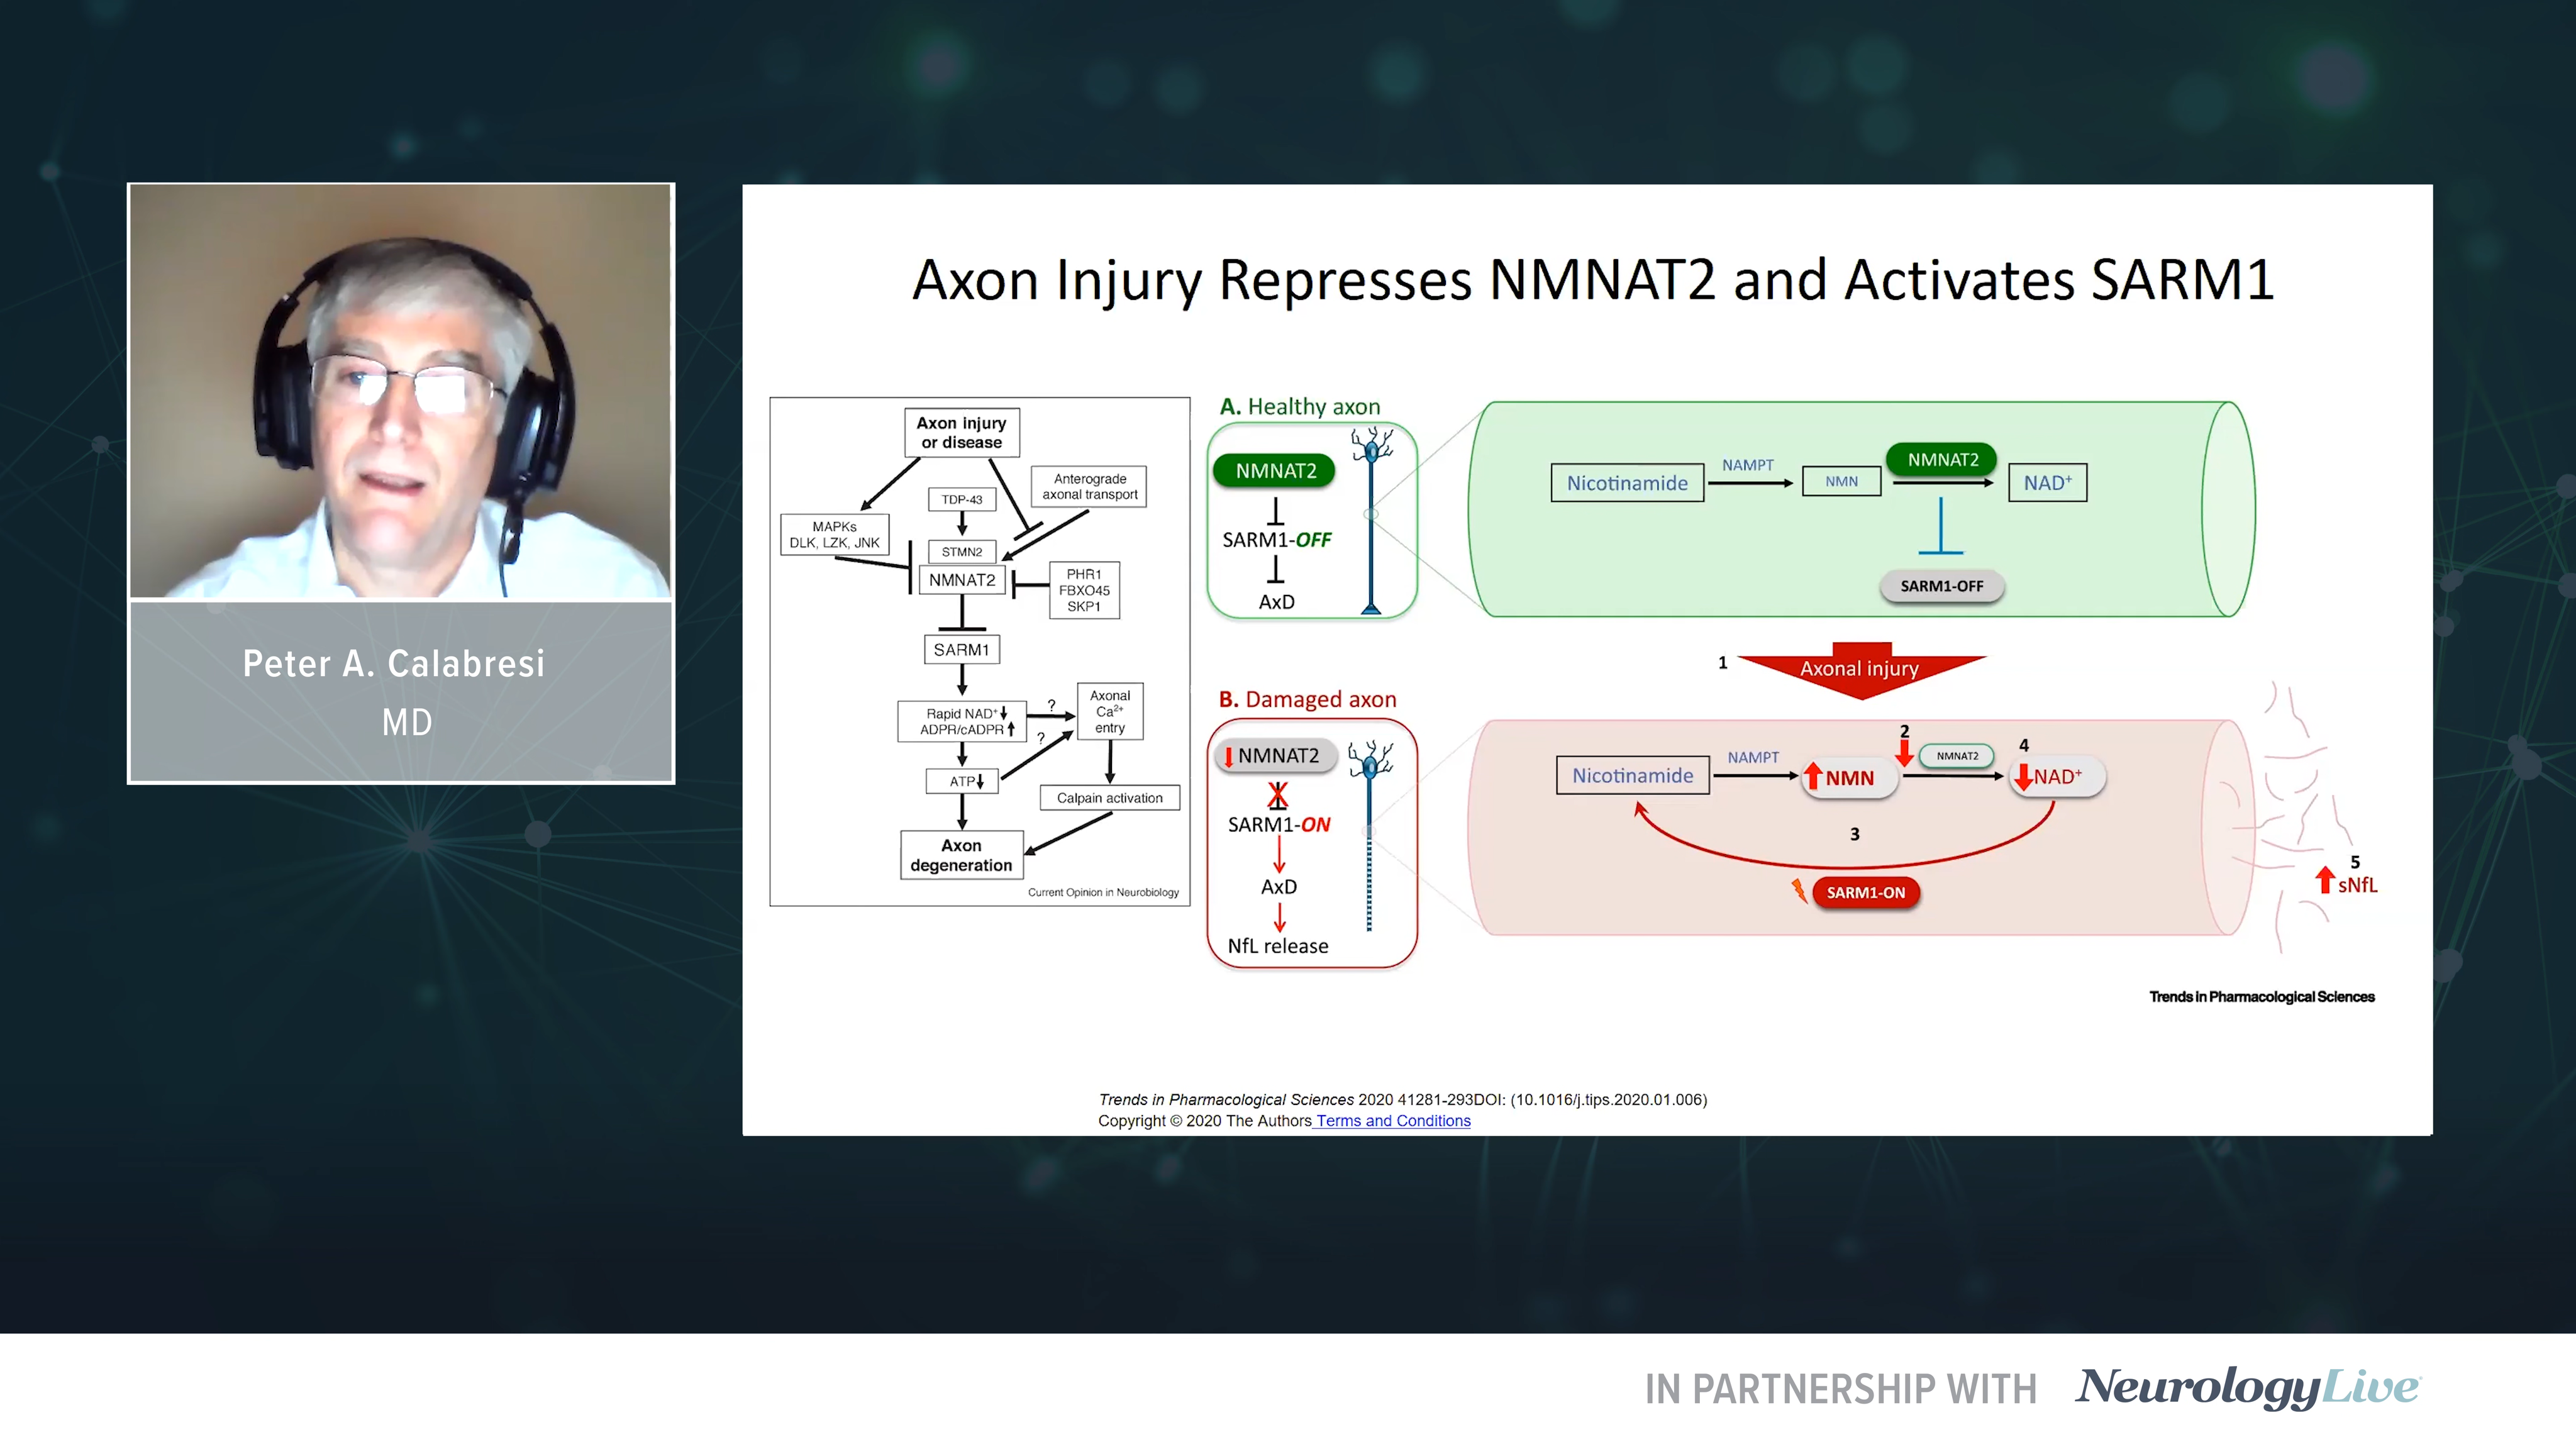 Peter A. Calabresi
MD
Axon Injury Represses NMNAT2 and Activates SARM1
Axon injury
or disease
Anterograde
axonal transport
TDP-43
MAPKs
DLK, LZK, JNK
STMN2
NMNAT2
PHR1
FBXO45
SKP1
SARM1
Rapid NAD⁺↓
ADPR/cADPR↑
?
?
Axonal
Ca²⁺
entry
ATP↓
Calpain activation
Axon
degeneration
Current Opinion in Neurobiology
A. Healthy axon
NMNAT2
SARM1-OFF
AxD
Nicotinamide
NAMPT
NMN
NMNAT2
NAD⁺
SARM1-OFF
1
Axonal injury
B. Damaged axon
↓NMNAT2
X
SARM1-ON
AxD
NfL release
Nicotinamide
NAMPT
↑NMN
2
↓
NMNAT2
4
↓NAD⁺
3
SARM1-ON
5
↑sNfL
Trends in Pharmacological Sciences
Trends in Pharmacological Sciences 2020 41281-293DOI: (10.1016/j.tips.2020.01.006)
Copyright © 2020 The Authors Terms and Conditions
IN PARTNERSHIP WITH NeurologyLive